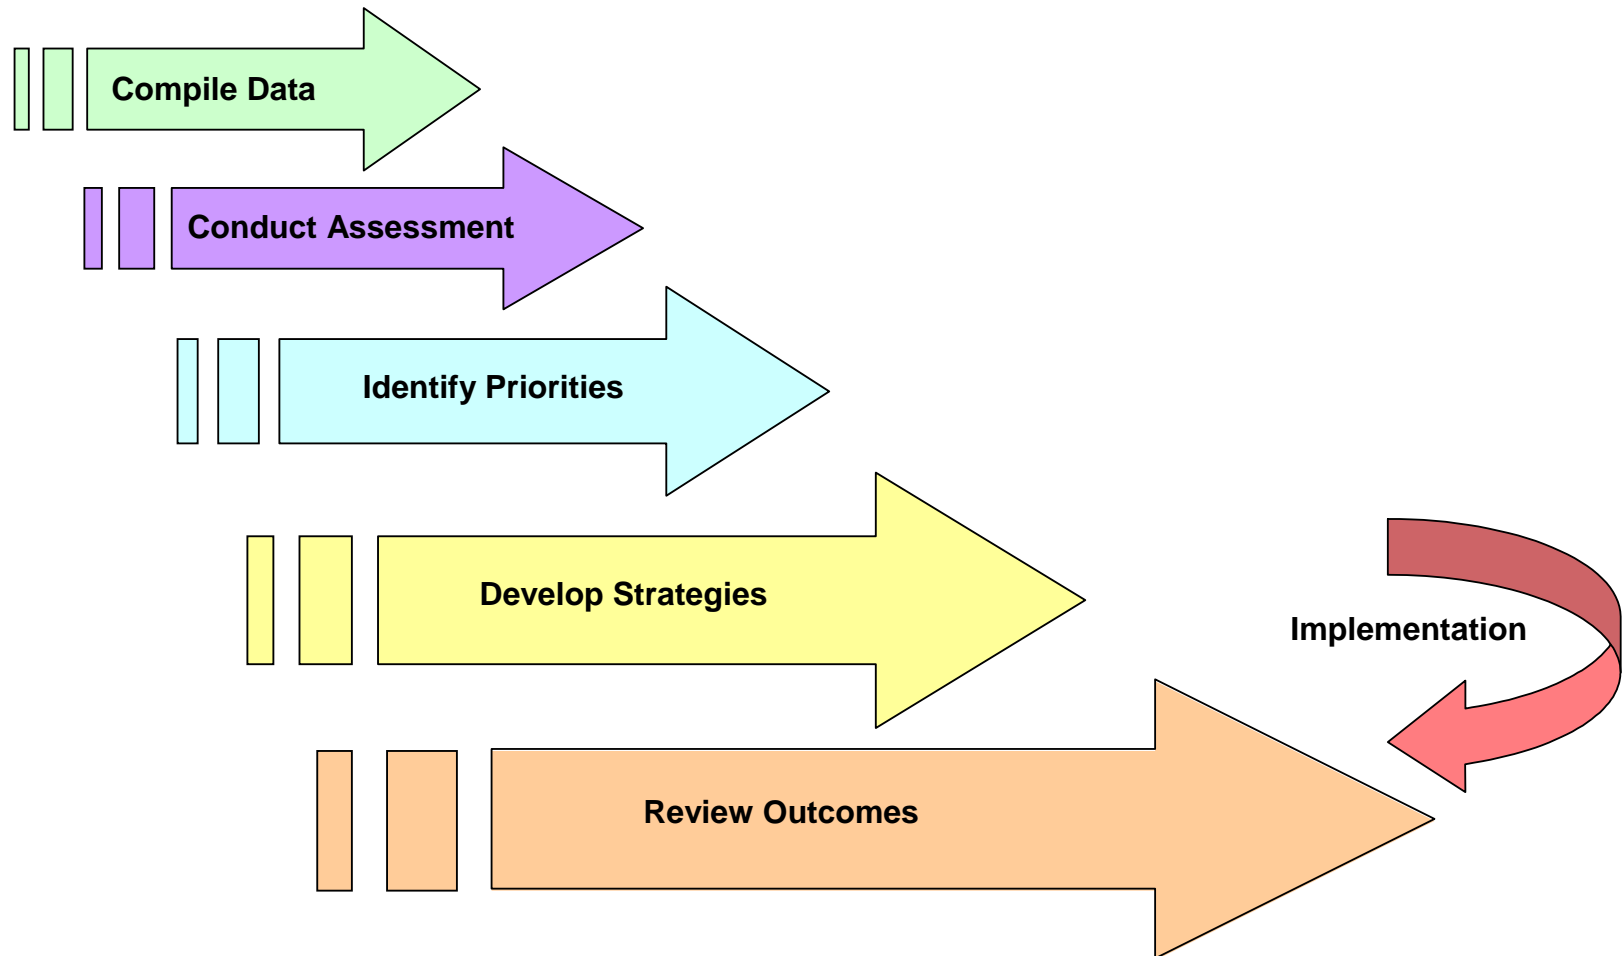 Compile Data
Conduct Assessment
Identify Priorities
Develop Strategies
Implementation
Review Outcomes